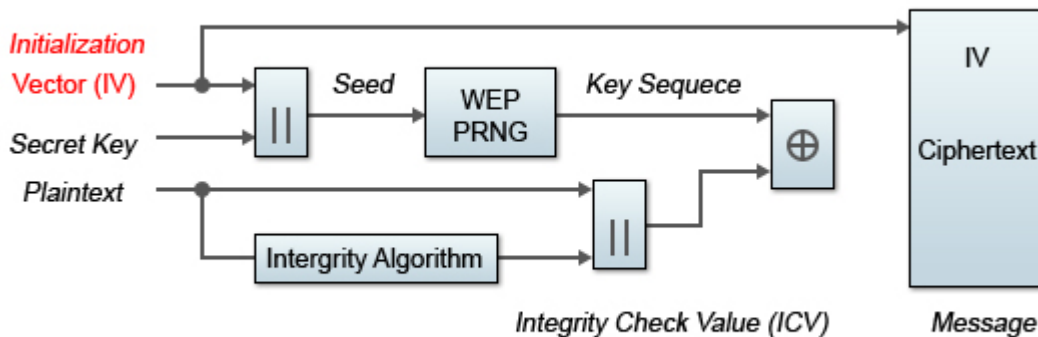 Initialization
Vector (IV)
Secret Key
Plaintext
||
Seed
WEP
PRNG
Key Sequece
⊕
||
Intergrity Algorithm
Integrity Check Value (ICV)
IV
Ciphertext
Message